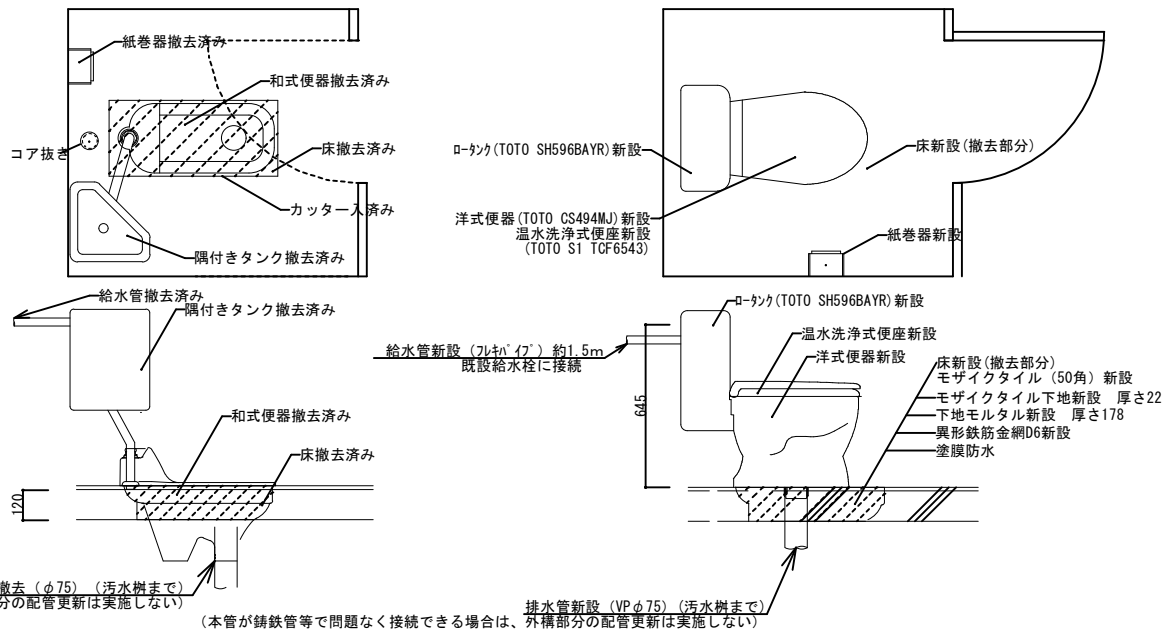 紙巻器撤去済み
和式便器撤去済み
コア抜き
床撤去済み
カッター入済み
隅付きタンク撤去済み
ロータンク(TOTO SH596BAYR)新設
床新設(撤去部分)
洋式便器(TOTO CS494MJ)新設
温水洗浄式便座新設
(TOTO S1 TCF6543)
紙巻器新設
給水管撤去済み
隅付きタンク撤去済み
和式便器撤去済み
床撤去済み
120
撤去(φ75)(汚水桝まで)
分の配管更新は実施しない)
ロータンク(TOTO SH596BAYR)新設
給水管新設(フレキパイプ)約1.5m
既設給水栓に接続
温水洗浄式便座新設
洋式便器新設
645
床新設(撤去部分)
モザイクタイル(50角)新設
モザイクタイル下地新設 厚さ22
下地モルタル新設 厚さ178
異形鉄筋金網D6新設
塗膜防水
排水管新設(VPφ75)(汚水桝まで)
(本管が鋳鉄管等で問題なく接続できる場合は、外構部分の配管更新は実施しない)